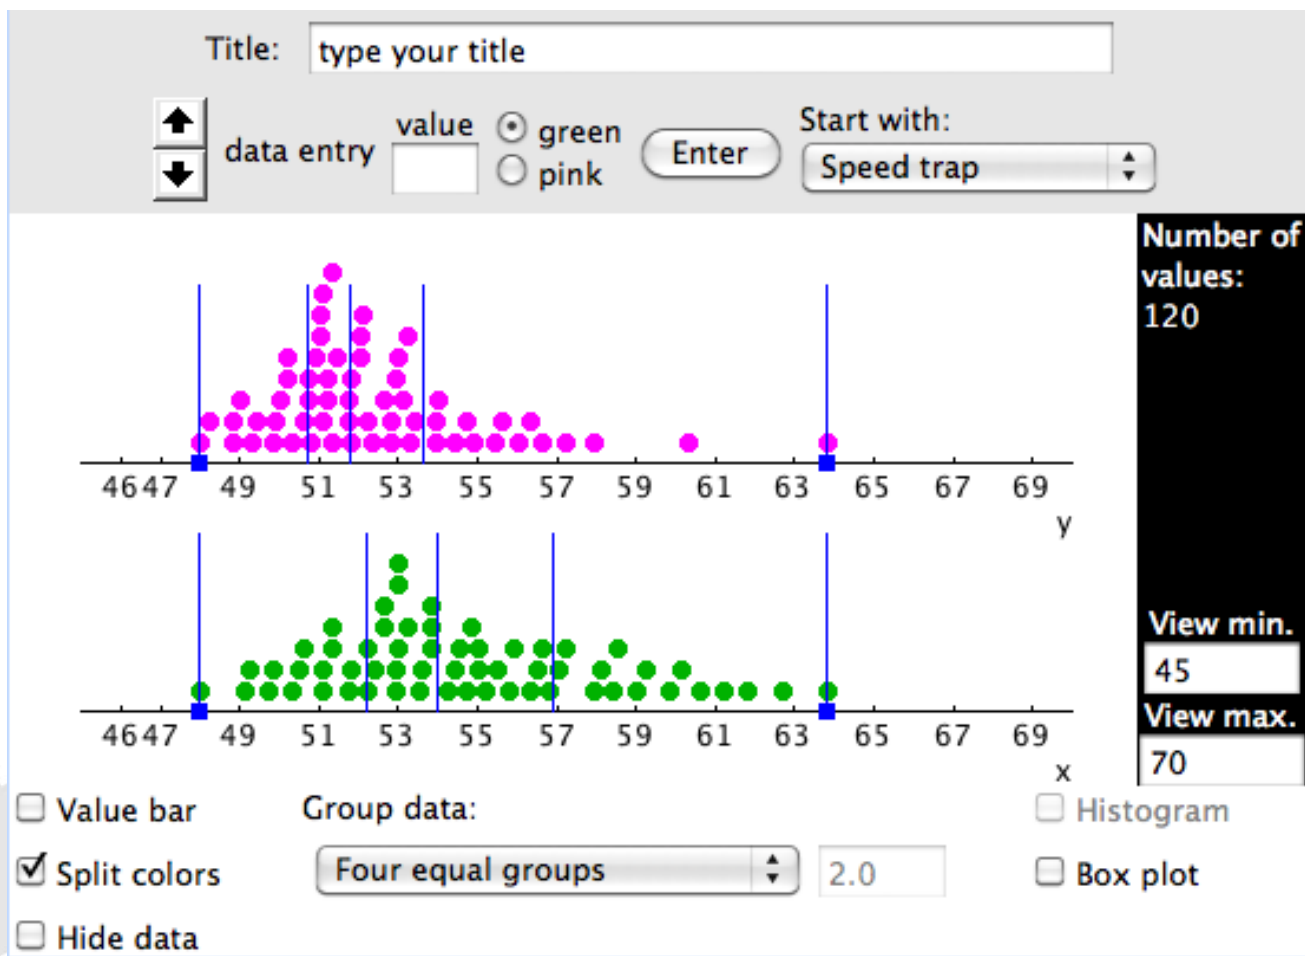 Title: type your title
value green Start with:
data entry Enter Speed trap
pink
Number of
values:
120
46 47 49 51 53 55 57 59 61 63 65 67 69
y
View min.
45
View max.
70
46 47 49 51 53 55 57 59 61 63 65 67 69
x
Value bar Group data: Histogram
Split colors Four equal groups 2.0 Box plot
Hide data